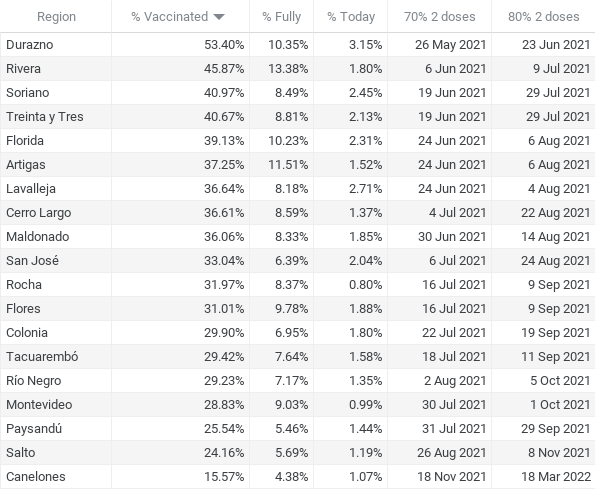 Region % Vaccinated % Fully % Today 70% 2 doses 80% 2 doses
Durazno 53.40% 10.35% 3.15% 26 May 2021 23 Jun 2021
Rivera 45.87% 13.38% 1.80% 6 Jun 2021 9 Jul 2021
Soriano 40.97% 8.49% 2.45% 19 Jun 2021 29 Jul 2021
Treinta y Tres 40.67% 8.81% 2.13% 19 Jun 2021 29 Jul 2021
Florida 39.13% 10.23% 2.31% 24 Jun 2021 6 Aug 2021
Artigas 37.25% 11.51% 1.52% 24 Jun 2021 6 Aug 2021
Lavalleja 36.64% 8.18% 2.71% 24 Jun 2021 4 Aug 2021
Cerro Largo 36.61% 8.59% 1.37% 4 Jul 2021 22 Aug 2021
Maldonado 36.06% 8.33% 1.85% 30 Jun 2021 14 Aug 2021
San José 33.04% 6.39% 2.04% 6 Jul 2021 24 Aug 2021
Rocha 31.97% 8.37% 0.80% 16 Jul 2021 9 Sep 2021
Flores 31.01% 9.78% 1.88% 16 Jul 2021 9 Sep 2021
Colonia 29.90% 6.95% 1.80% 22 Jul 2021 19 Sep 2021
Tacuarembó 29.42% 7.64% 1.58% 18 Jul 2021 11 Sep 2021
Río Negro 29.23% 7.17% 1.35% 2 Aug 2021 5 Oct 2021
Montevideo 28.83% 9.03% 0.99% 30 Jul 2021 1 Oct 2021
Paysandú 25.54% 5.46% 1.44% 31 Jul 2021 29 Sep 2021
Salto 24.16% 5.69% 1.19% 26 Aug 2021 8 Nov 2021
Canelones 15.57% 4.38% 1.07% 18 Nov 2021 18 Mar 2022